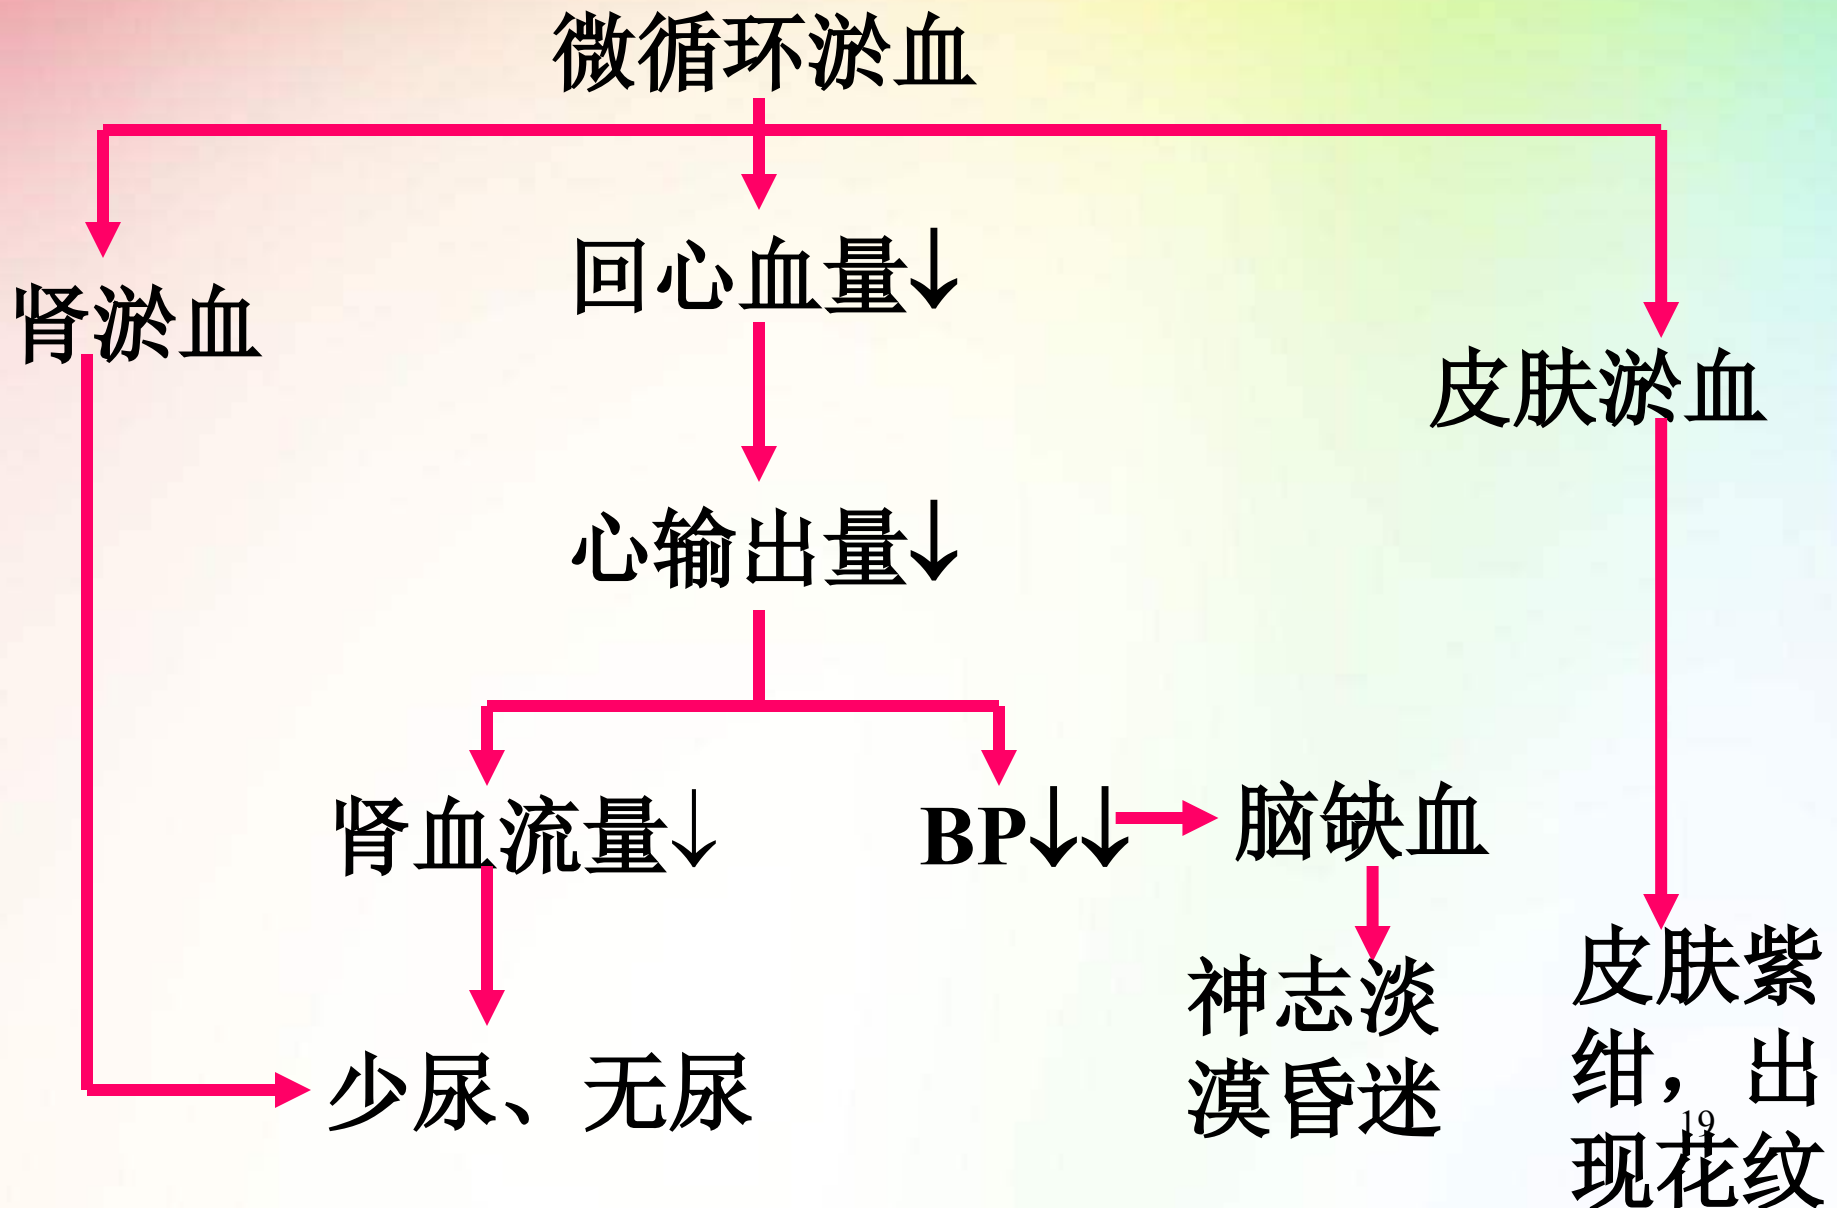 微循环淤血
回心血量↓
肾淤血
皮肤淤血
心输出量↓
肾血流量↓
BP↓↓
脑缺血
神志淡
漠昏迷
皮肤紫
绀，出
现花纹
少尿、无尿
19